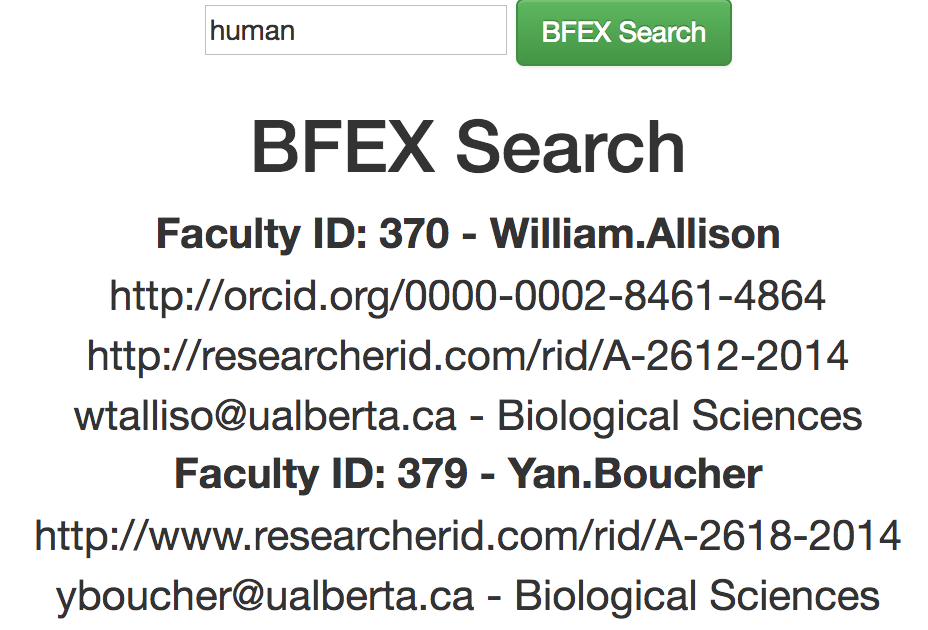 human
BFEX Search
BFEX Search
Faculty ID: 370 - William.Allison
http://orcid.org/0000-0002-8461-4864
http://researcherid.com/rid/A-2612-2014
wtalliso@ualberta.ca - Biological Sciences
Faculty ID: 379 - Yan.Boucher
http://www.researcherid.com/rid/A-2618-2014
yboucher@ualberta.ca - Biological Sciences